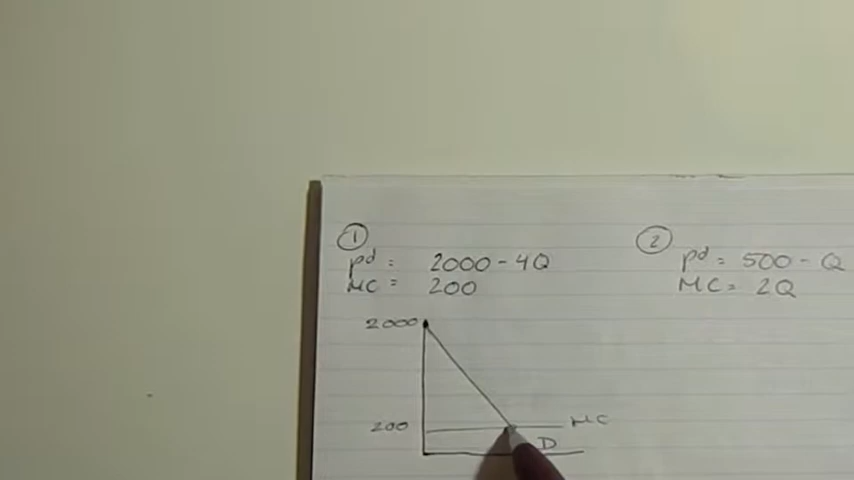 ①
pd = 2000 - 4Q
MC = 200
②
pd = 500 - Q
MC = 2Q
2000
200
MC
D